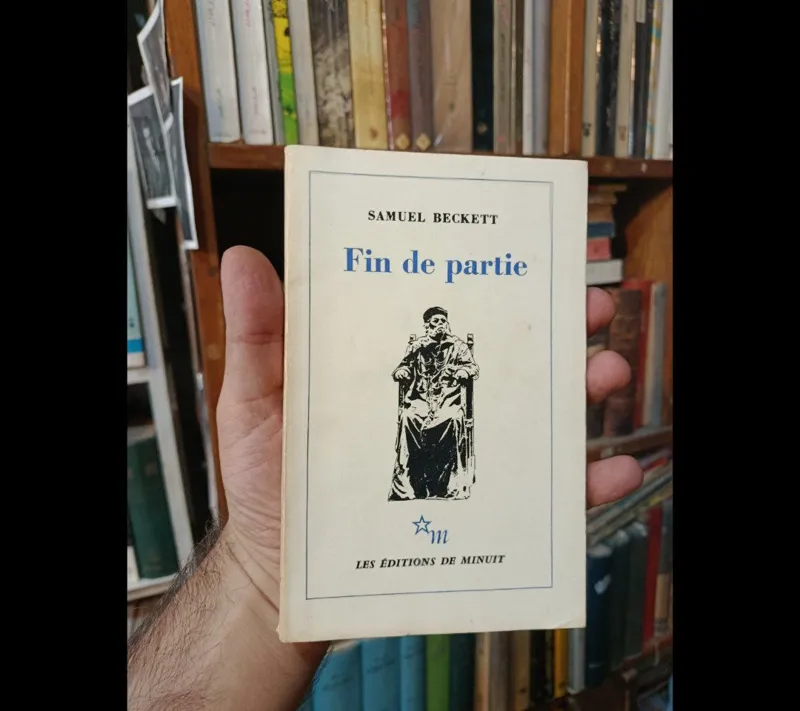 SAMUEL BECKETT
Fin de partie
m
LES ÉDITIONS DE MINUIT